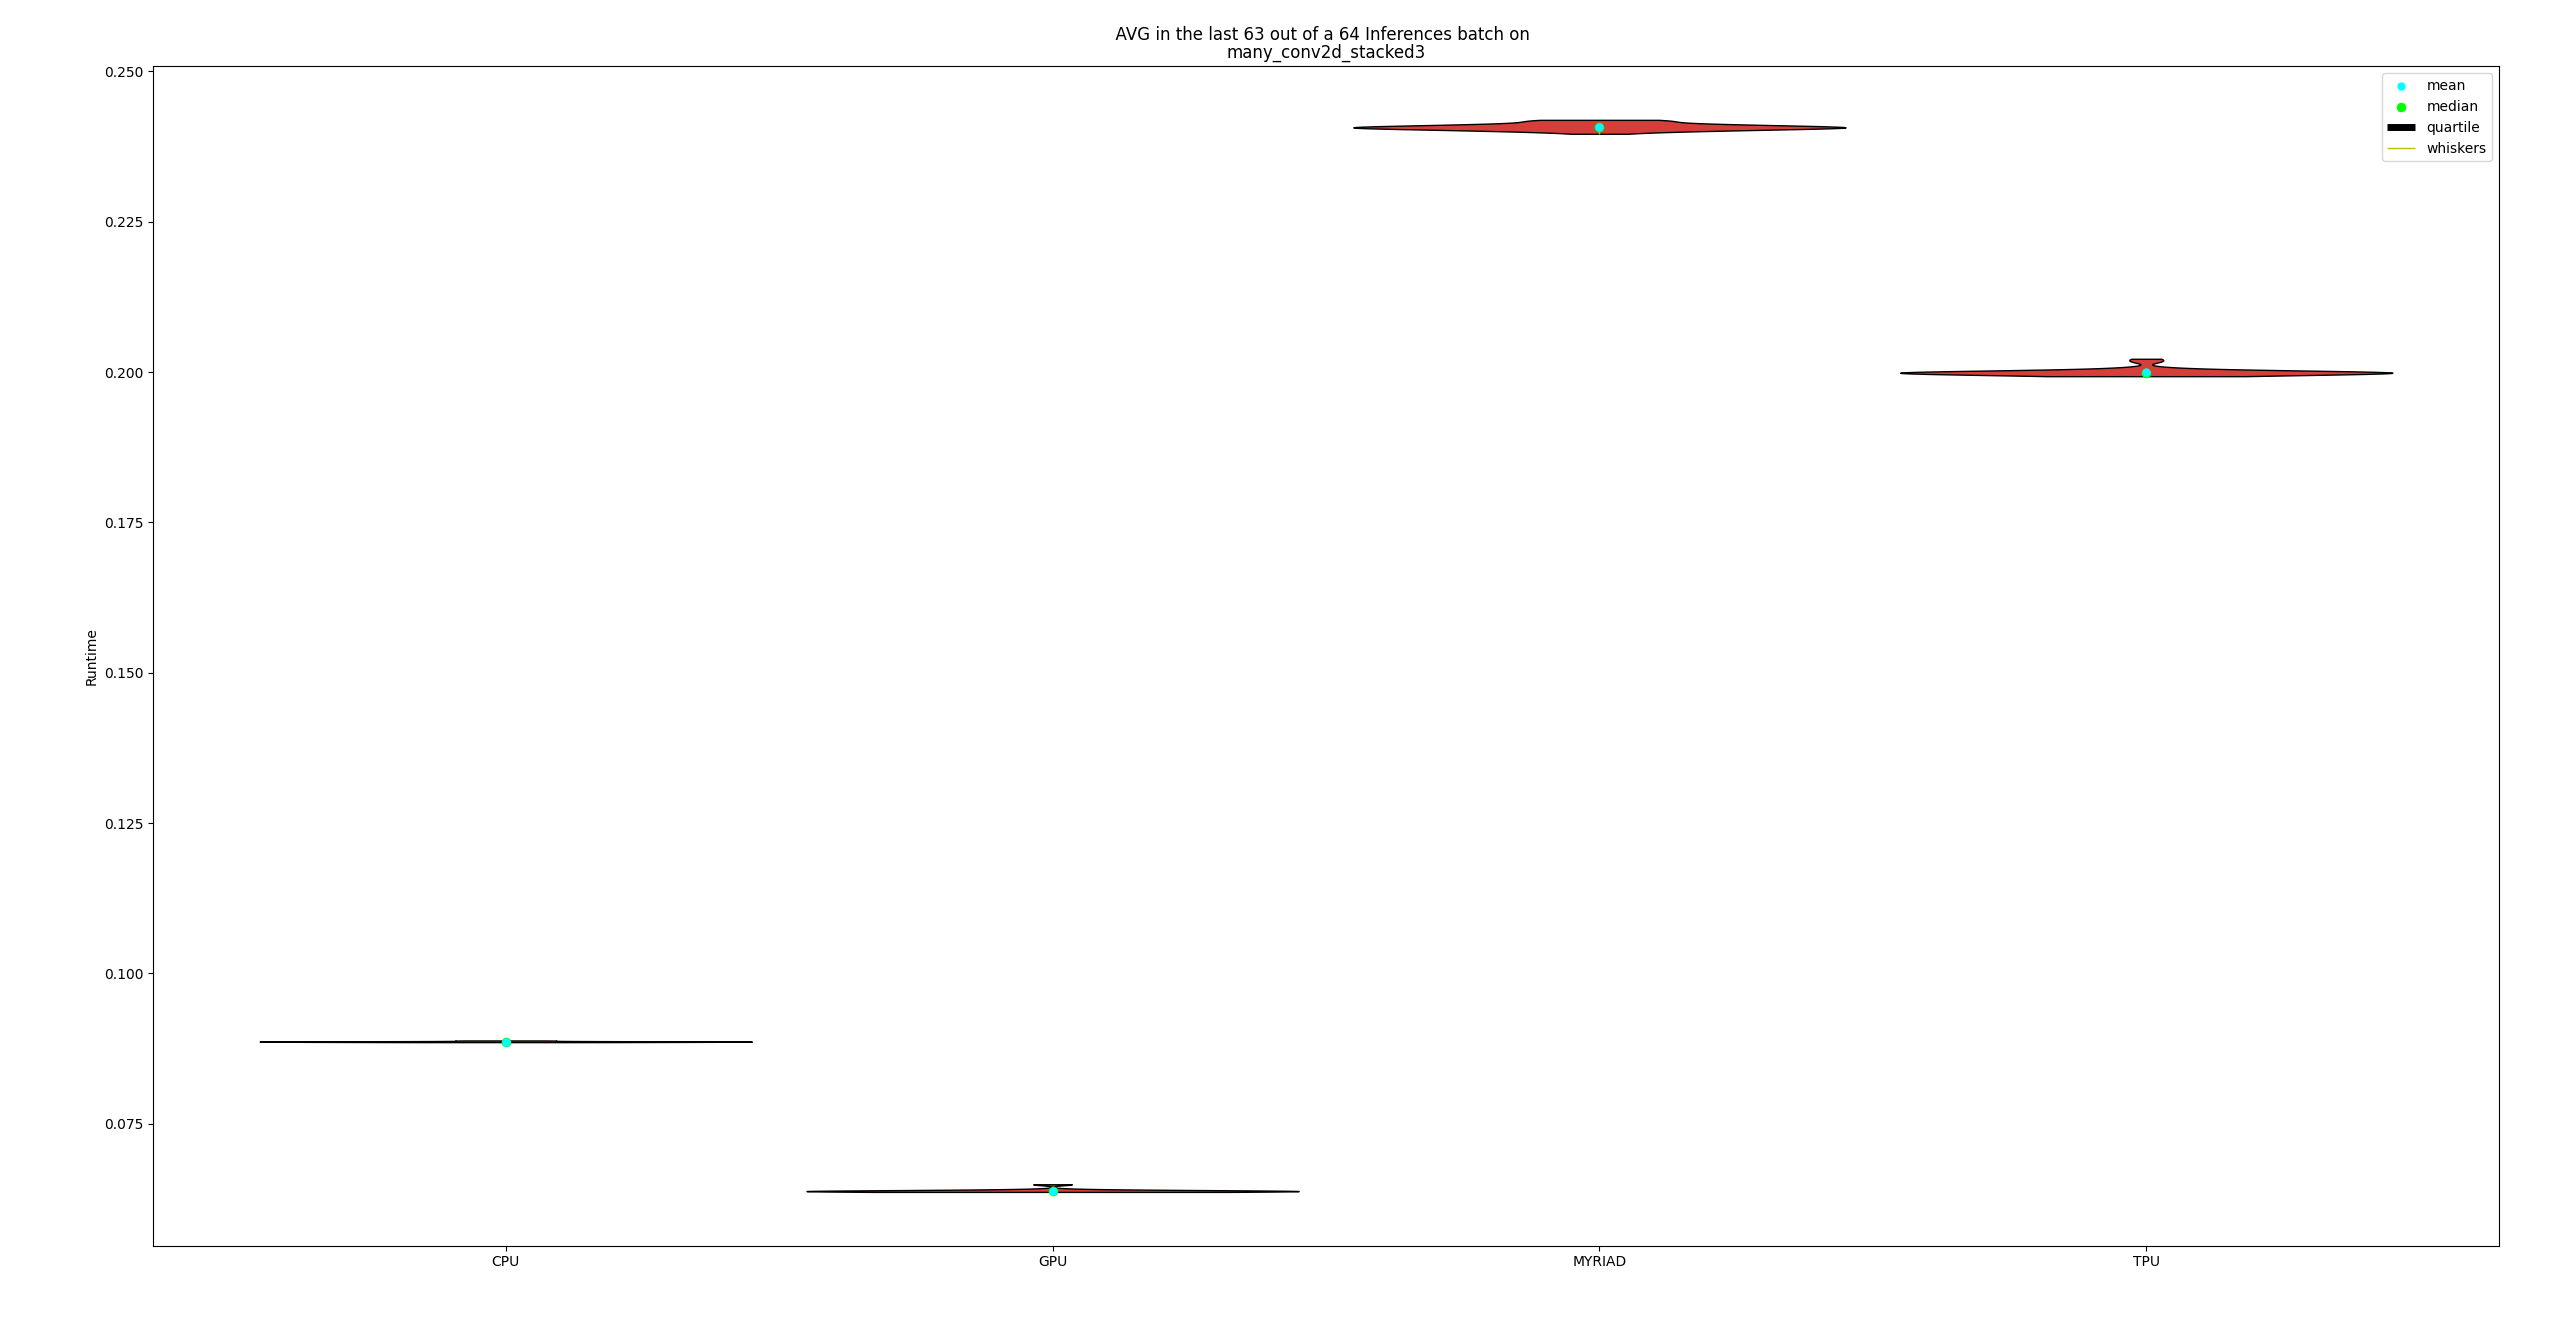 AVG in the last 63 out of a 64 Inferences batch on
many_conv2d_stacked3
0.250
0.225
0.200
0.175
0.150
0.125
0.100
0.075
Runtime
mean
median
quartile
whiskers
CPU
GPU
MYRIAD
TPU